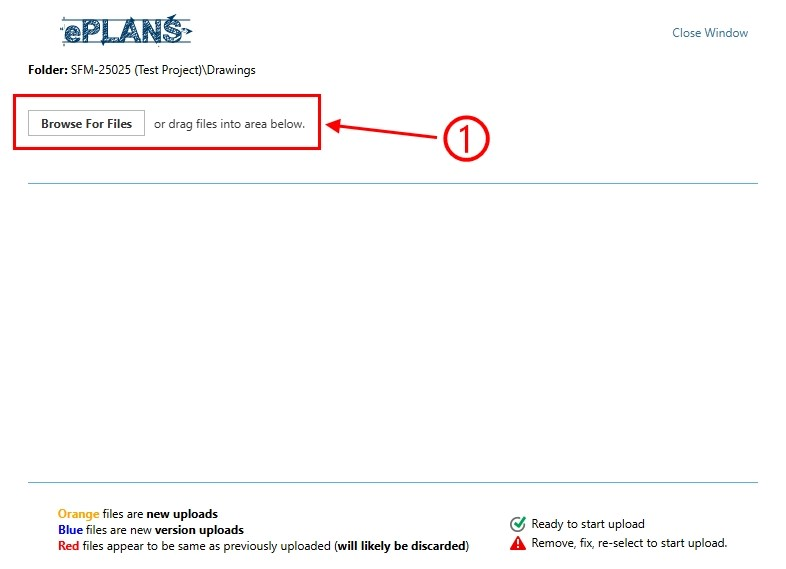 ePLANS
Close Window
Folder: SFM-25025 (Test Project)\Drawings
Browse For Files or drag files into area below.
1
Orange files are new uploads
Blue files are new version uploads
Red files appear to be same as previously uploaded (will likely be discarded)
Ready to start upload
Remove, fix, re-select to start upload.